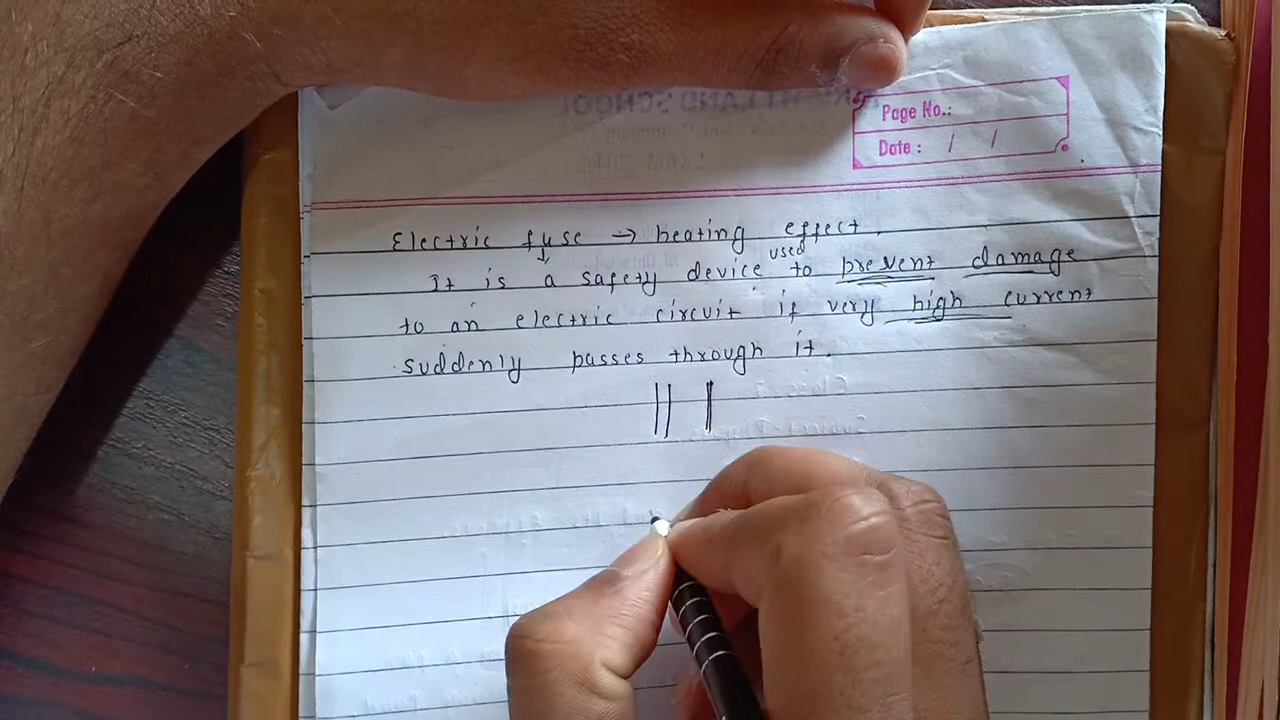 Page No.:
Date : / /
Electric fuse → heating effect.
It is a safety device used to prevent damage
to an electric circuit if very high current
suddenly passes through it.